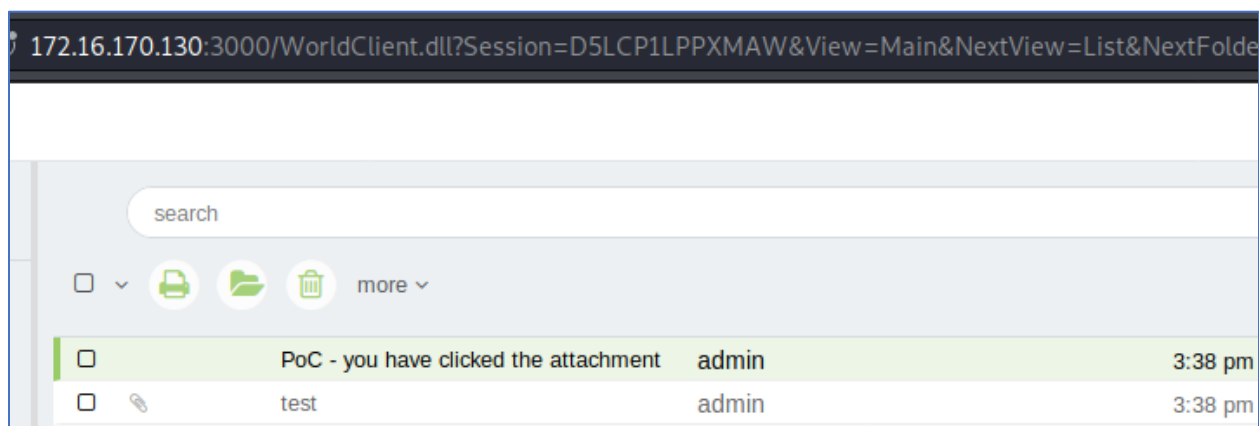 172.16.170.130:3000/WorldClient.dll?Session=D5LCP1LPPXMAW&View=Main&NextView=List&NextFolde
search
more
PoC - you have clicked the attachment admin 3:38 pm
test admin 3:38 pm